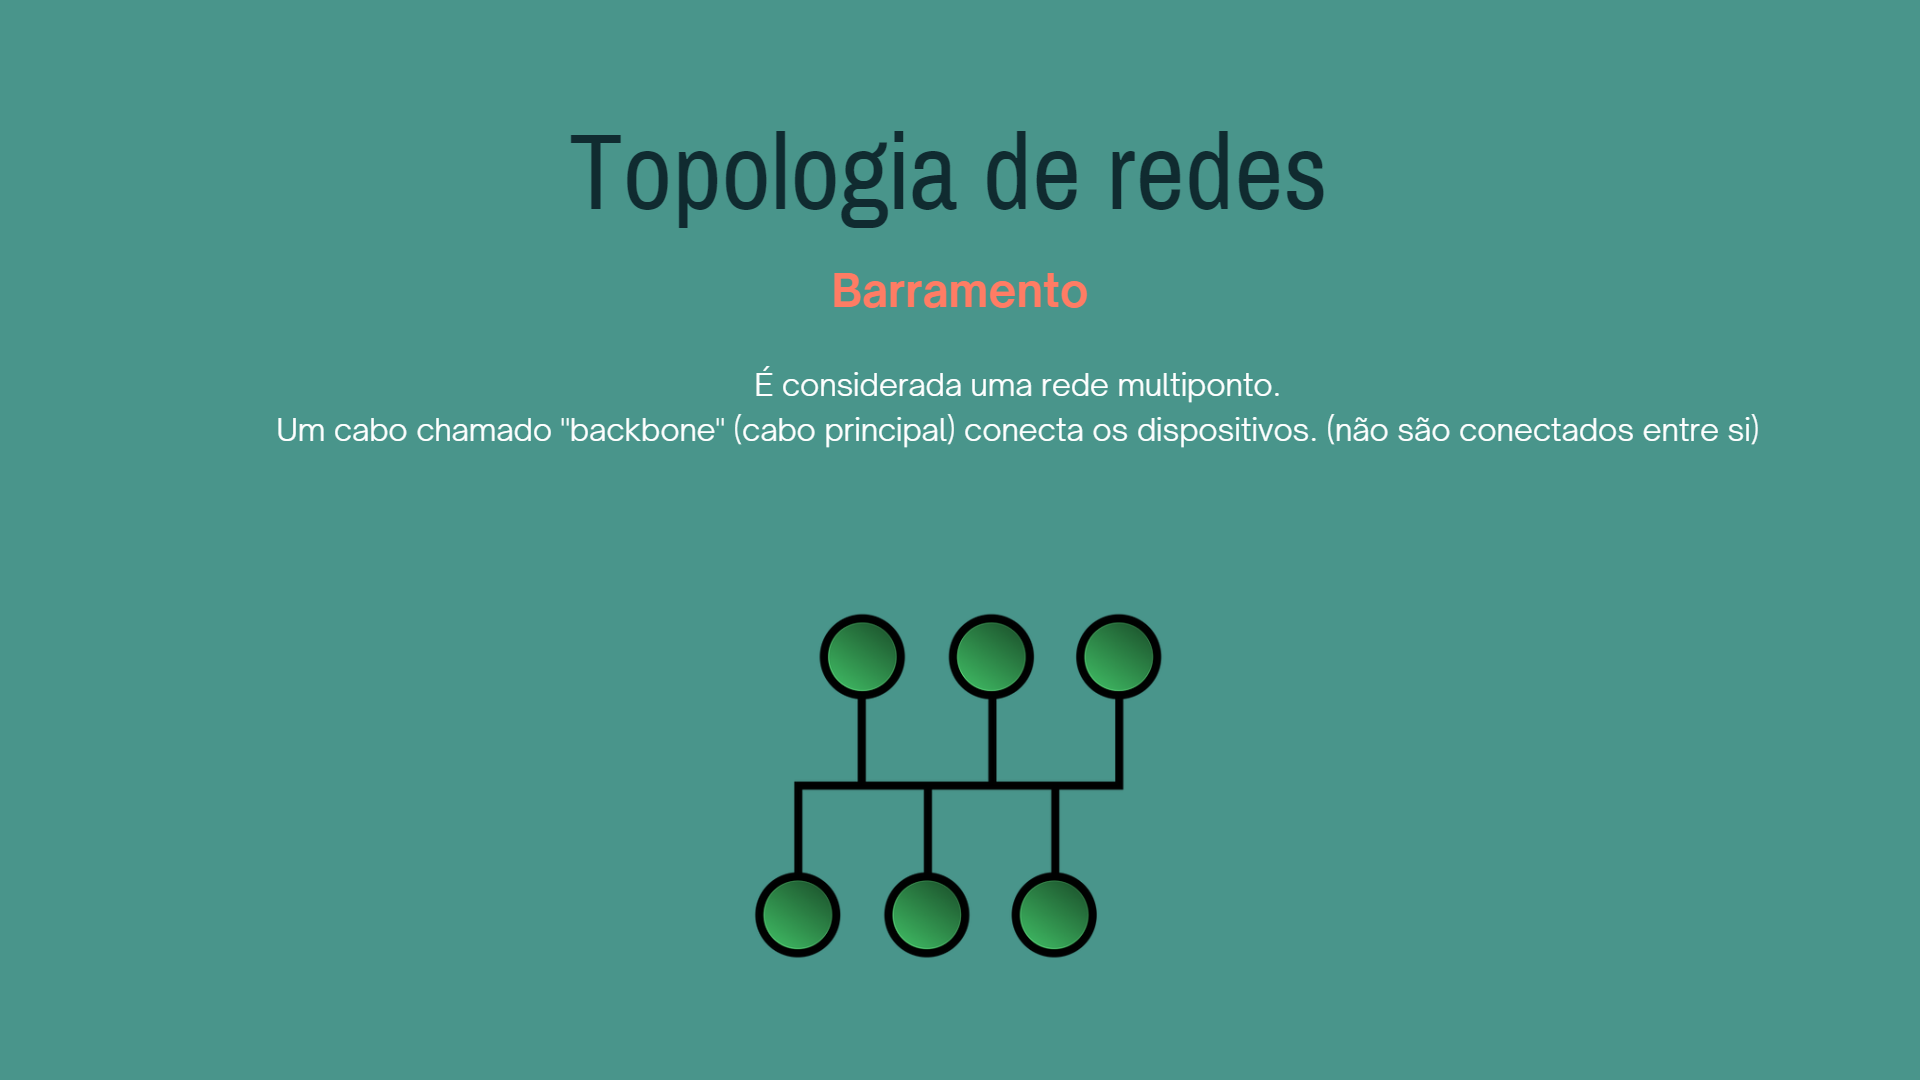 Topologia de redes
Barramento
É considerada uma rede multiponto.
Um cabo chamado "backbone" (cabo principal) conecta os dispositivos. (não são conectados entre si)